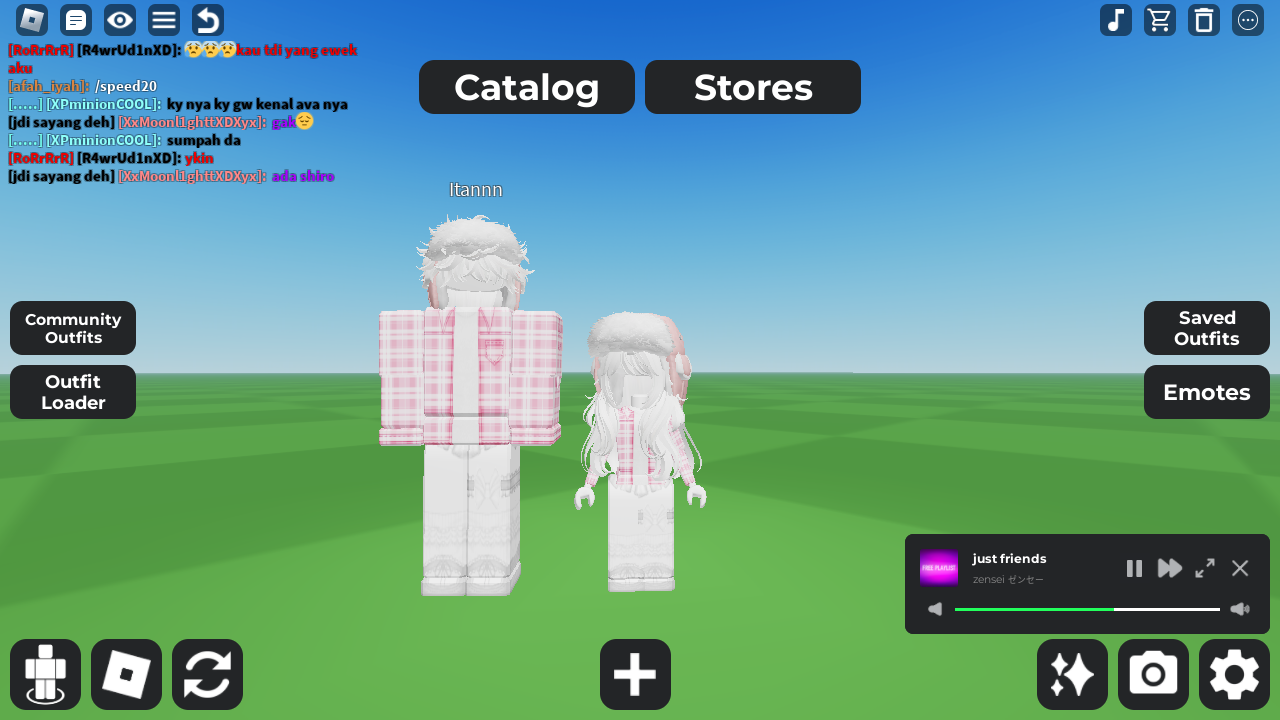 [RoRrRrR] [R4wrUd1nXD]: 😟😟😟kau tdi yang ewek
aku
[afah_iyah]: /speed20
[.....] [XPminionCOOL]: ky nya ky gw kenal ava nya
[jdi sayang deh] [XxMoonl1ghttXDXyx]: gak😔
[.....] [XPminionCOOL]: sumpah da
[RoRrRrR] [R4wrUd1nXD]: ykin
[jdi sayang deh] [XxMoonl1ghttXDXyx]: ada shiro
Catalog
Stores
Itannn
Community
Outfits
Outfit
Loader
Saved
Outfits
Emotes
FREE PLAYLIST
just friends
zensei ゼンセー